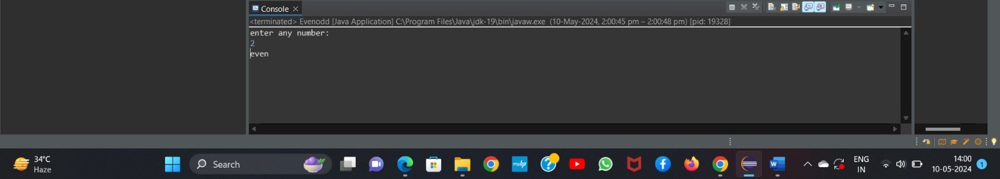 Console
<terminated> Evenodd [Java Application] C:\Program Files\Java\jdk-19\bin\javaw.exe (10-May-2024, 2:00:45 pm – 2:00:48 pm) [pid: 19328]
enter any number:
2
even
34°C
Haze
Search
myhp
W
ENG
IN
14:00
10-05-2024
1